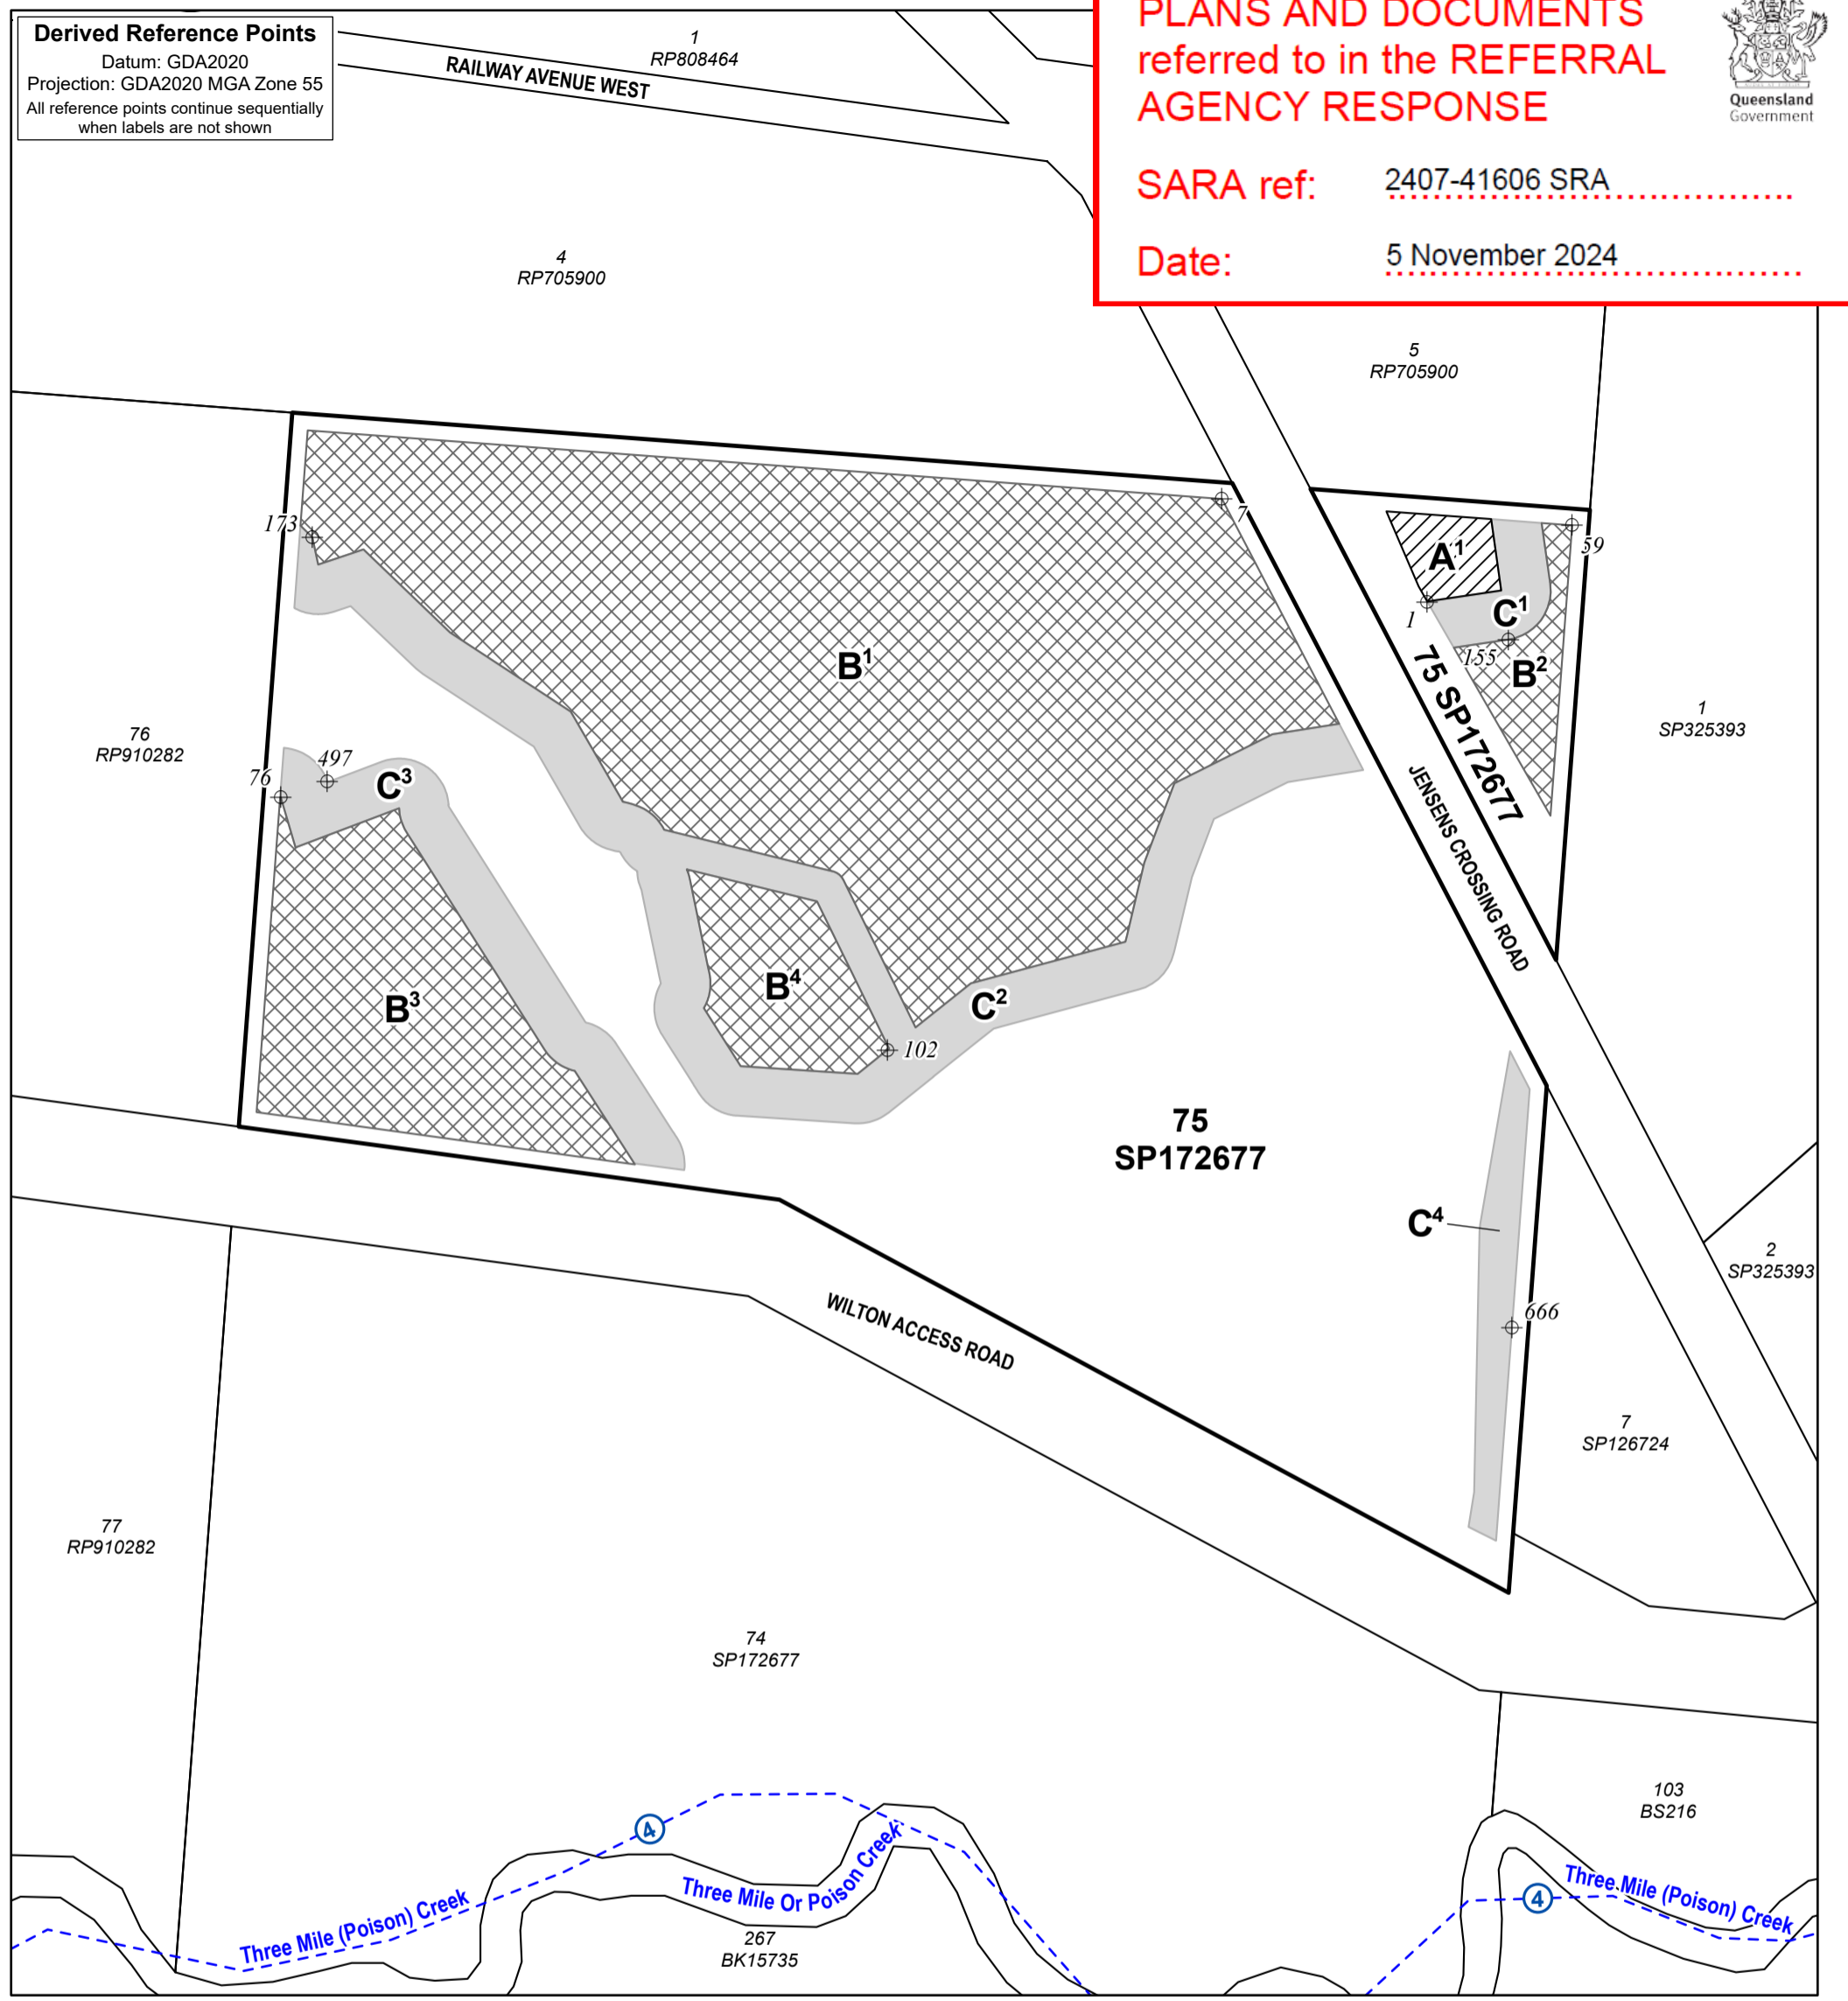 Derived Reference Points
Datum: GDA2020
Projection: GDA2020 MGA Zone 55
All reference points continue sequentially
when labels are not shown
PLANS AND DOCUMENTS
referred to in the REFERRAL
AGENCY RESPONSE
SARA ref: 2407-41606 SRA
Date: 5 November 2024
Queensland
Government
1
RP808464
RAILWAY AVENUE WEST
4
RP705900
5
RP705900
173
7
59
A1
C1
1
155
B2
B1
75 SP172677
1
SP325393
76
RP910282
76
497
C3
JENSENS CROSSING ROAD
B4
B3
C2
102
75
SP172677
C4
2
SP325393
666
WILTON ACCESS ROAD
7
SP126724
77
RP910282
74
SP172677
103
BS216
4
Three Mile (Poison) Creek
Three Mile Or Poison Creek
4
Three Mile (Poison) Creek
267
BK15735